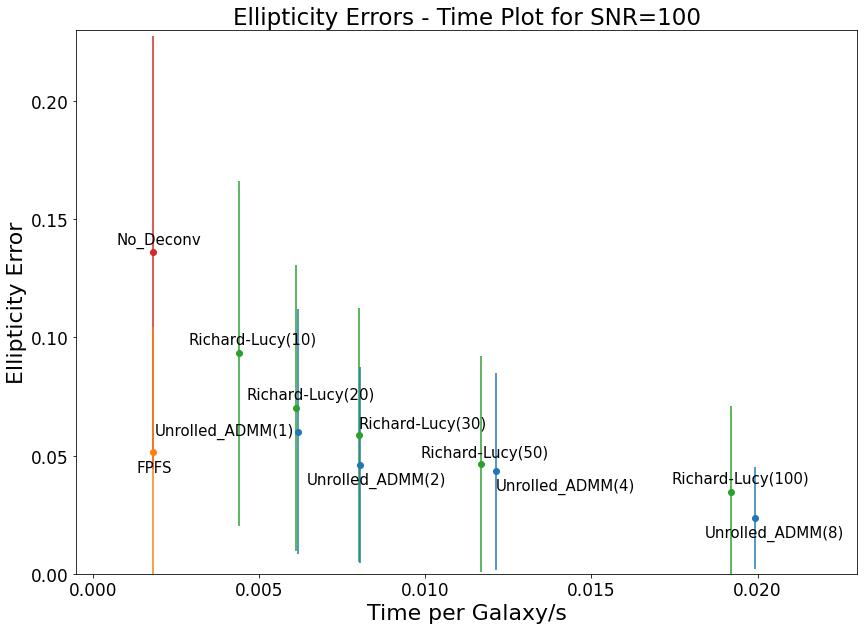 Ellipticity Errors - Time Plot for SNR=100
Ellipticity Error
0.20
0.15
0.10
0.05
0.00
No_Deconv
Richard-Lucy(10)
Richard-Lucy(20)
Unrolled_ADMM(1)
Richard-Lucy(30)
FPFS
Richard-Lucy(50)
Unrolled_ADMM(2)
Richard-Lucy(100)
Unrolled_ADMM(4)
Unrolled_ADMM(8)
0.000
0.005
0.010
0.015
0.020
Time per Galaxy/s